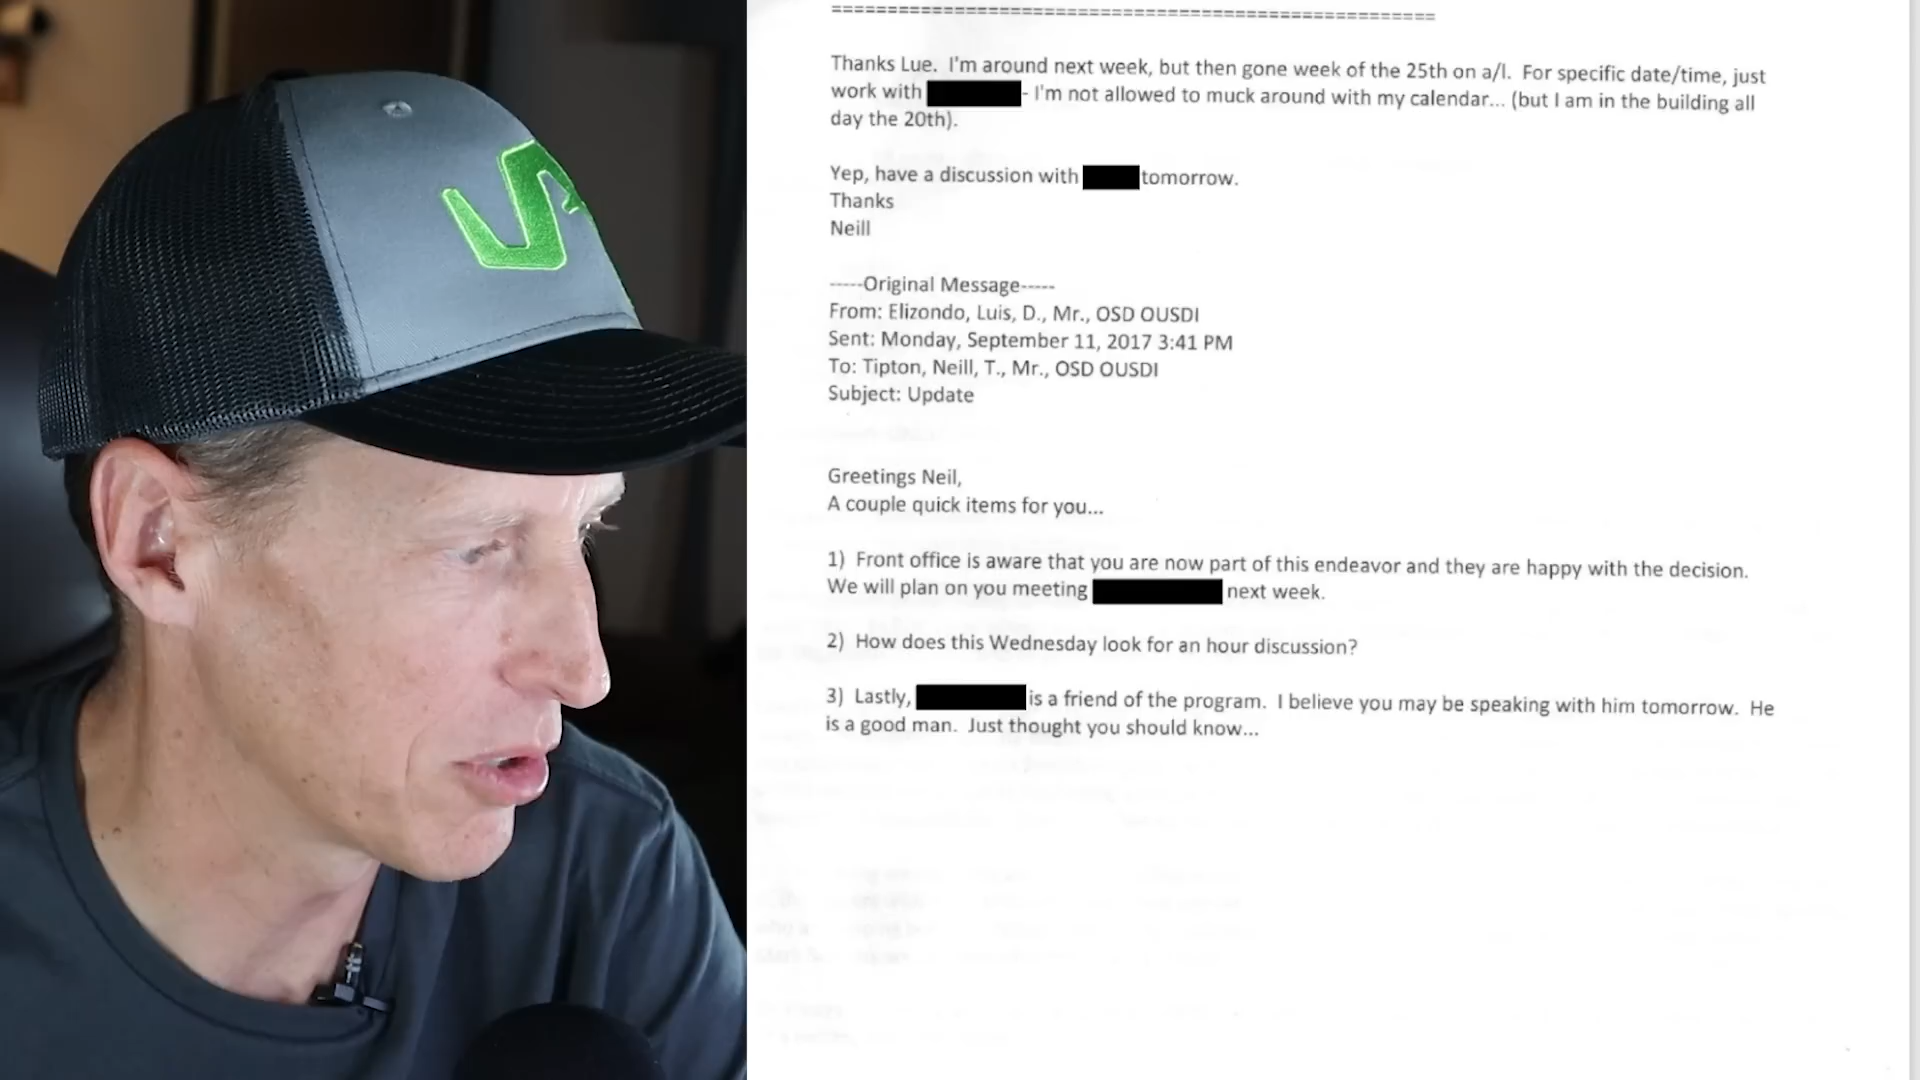 Thanks Lue. I'm around next week, but then gone week of the 25th on a/l. For specific date/time, just
work with - I'm not allowed to muck around with my calendar... (but I am in the building all
day the 20th).
Yep, have a discussion with tomorrow.
Thanks
Neill
-----Original Message-----
From: Elizondo, Luis, D., Mr., OSD OUSDI
Sent: Monday, September 11, 2017 3:41 PM
To: Tipton, Neill, T., Mr., OSD OUSDI
Subject: Update
Greetings Neil,
A couple quick items for you...
1) Front office is aware that you are now part of this endeavor and they are happy with the decision.
We will plan on you meeting next week.
2) How does this Wednesday look for an hour discussion?
3) Lastly, is a friend of the program. I believe you may be speaking with him tomorrow. He
is a good man. Just thought you should know...